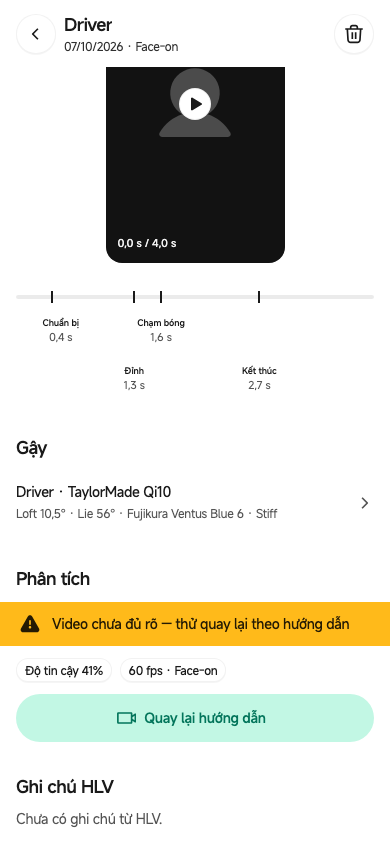 Driver
07/10/2026 · Face-on
0,0 s / 4,0 s
Chuẩn bị
0,4 s
Chạm bóng
1,6 s
Đỉnh
1,3 s
Kết thúc
2,7 s
Gậy
Driver · TaylorMade Qi10
Loft 10,5° · Lie 56° · Fujikura Ventus Blue 6 · Stiff
Phân tích
Video chưa đủ rõ — thử quay lại theo hướng dẫn
Độ tin cậy 41%
60 fps · Face-on
Quay lại hướng dẫn
Ghi chú HLV
Chưa có ghi chú từ HLV.